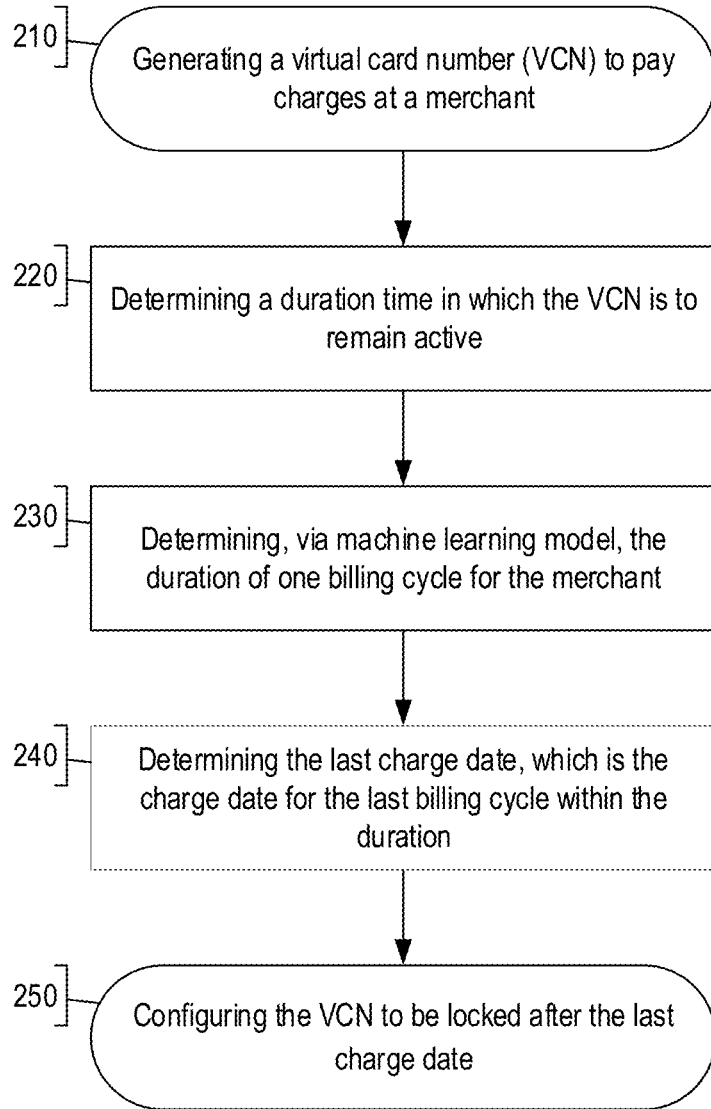 210
Generating a virtual card number (VCN) to pay
charges at a merchant
220
Determining a duration time in which the VCN is to
remain active
230
Determining, via machine learning model, the
duration of one billing cycle for the merchant
240
Determining the last charge date, which is the
charge date for the last billing cycle within the
duration
250
Configuring the VCN to be locked after the last
charge date